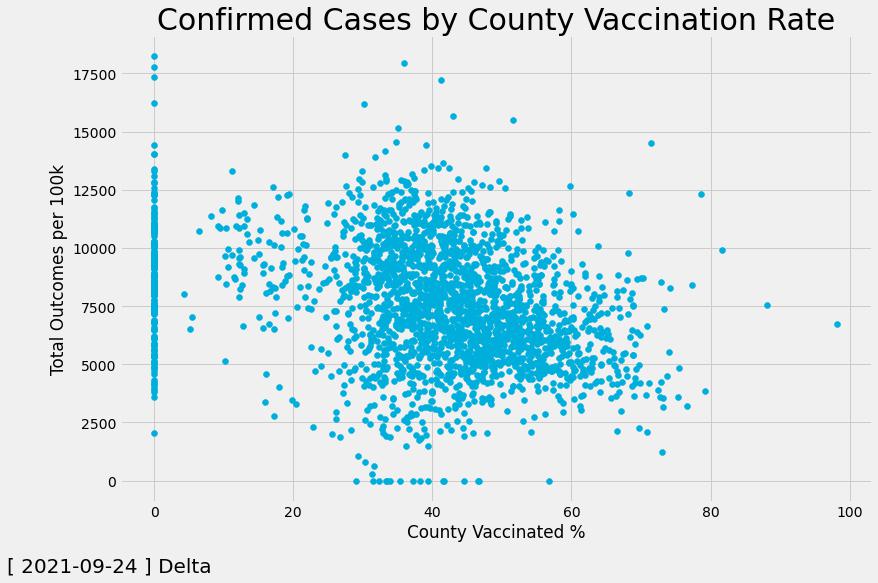 Confirmed Cases by County Vaccination Rate
Total Outcomes per 100k
17500
15000
12500
10000
7500
5000
2500
0
0 20 40 60 80 100
County Vaccinated %
[ 2021-09-24 ] Delta